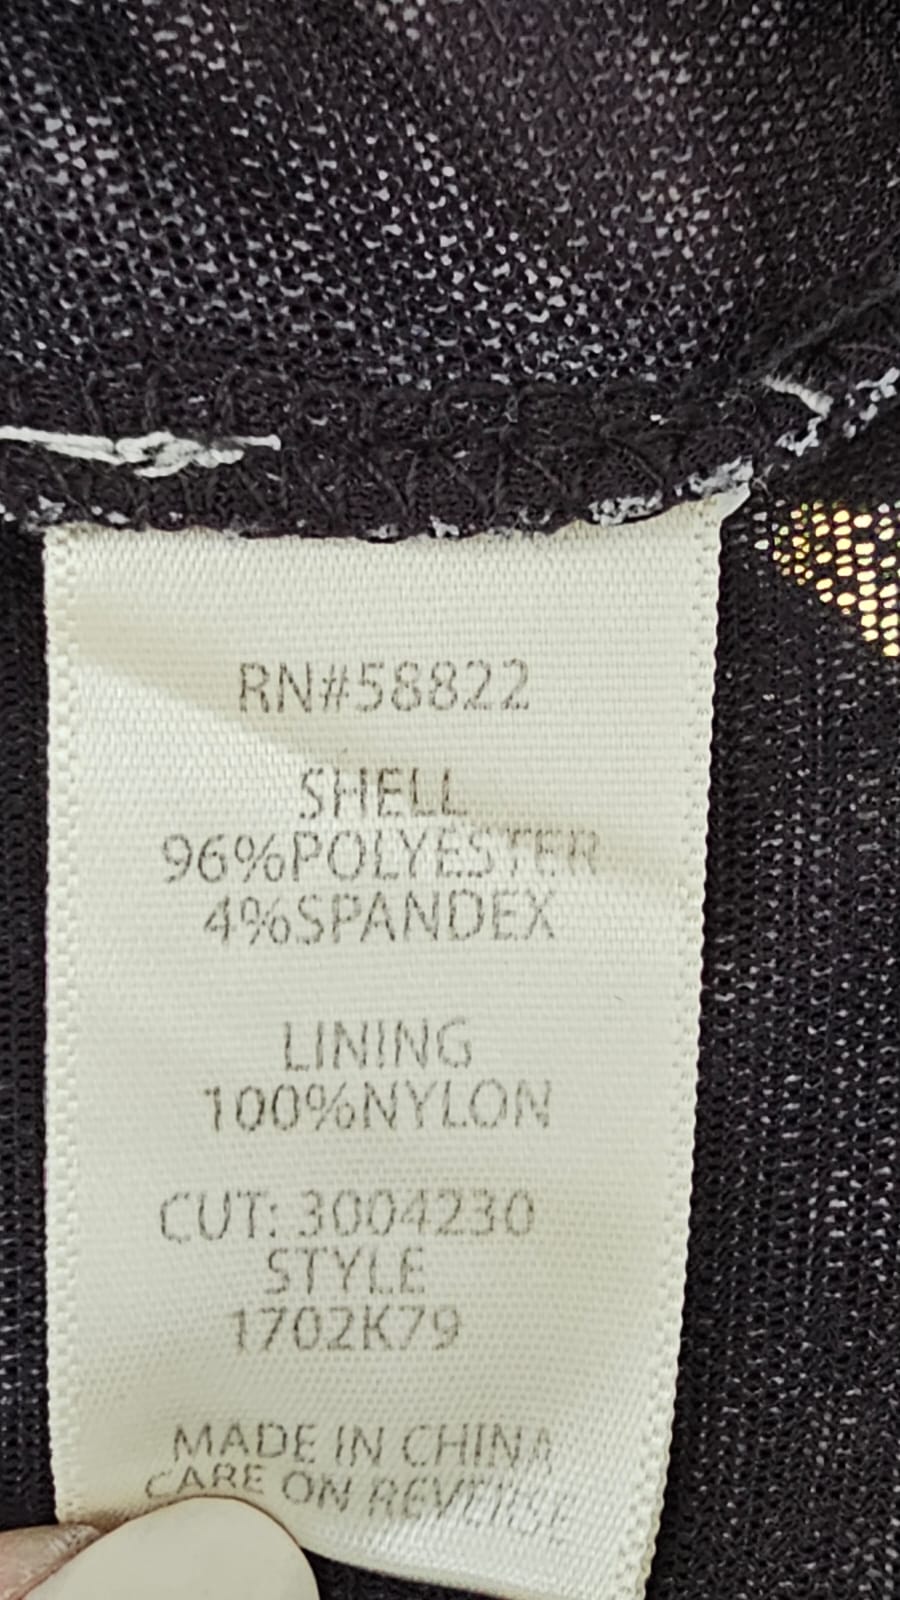 RN#58822
SHELL
96%POLYESTER
4%SPANDEX
LINING
100%NYLON
CUT: 3004230
STYLE
1702K79
MADE IN CHINA
CARE ON REVERSE